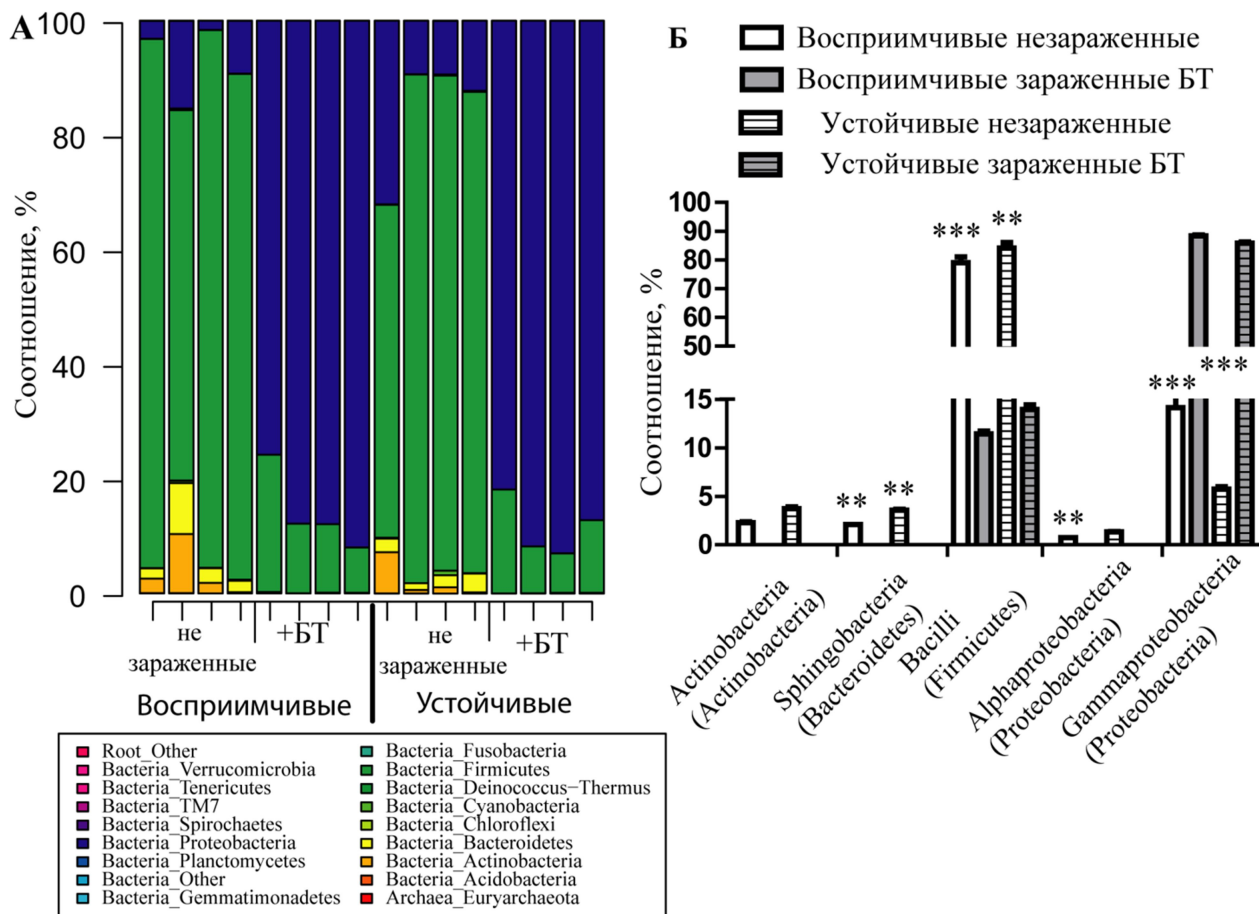 А
Соотношение, %
100
80
60
40
20
0
не
зараженные
+БТ
не
зараженные
+БТ
Восприимчивые
Устойчивые
Root_Other
Bacteria_Verrucomicrobia
Bacteria_Tenericutes
Bacteria_TM7
Bacteria_Spirochaetes
Bacteria_Proteobacteria
Bacteria_Planctomycetes
Bacteria_Other
Bacteria_Gemmatimonadetes
Bacteria_Fusobacteria
Bacteria_Firmicutes
Bacteria_Deinococcus-Thermus
Bacteria_Cyanobacteria
Bacteria_Chloroflexi
Bacteria_Bacteroidetes
Bacteria_Actinobacteria
Bacteria_Acidobacteria
Archaea_Euryarchaeota
Б
Восприимчивые незараженные
Восприимчивые зараженные БТ
Устойчивые незараженные
Устойчивые зараженные БТ
Соотношение, %
100
90
80
70
60
50
15
10
5
0
**
**
***
**
**
***
***
Actinobacteria
(Actinobacteria)
Sphingobacteria
(Bacteroidetes)
Bacilli
(Firmicutes)
Alphaproteobacteria
(Proteobacteria)
Gammaproteobacteria
(Proteobacteria)